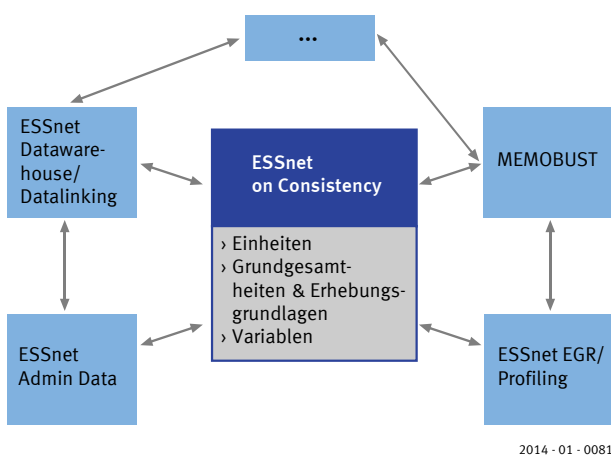 ...
ESSnet
Dataware-
house/
Datalinking
ESSnet
on Consistency
MEMOBUST
› Einheiten
› Grundgesamt-
heiten & Erhebungs-
grundlagen
› Variablen
ESSnet
Admin Data
ESSnet EGR/
Profiling
2014 - 01 - 0081